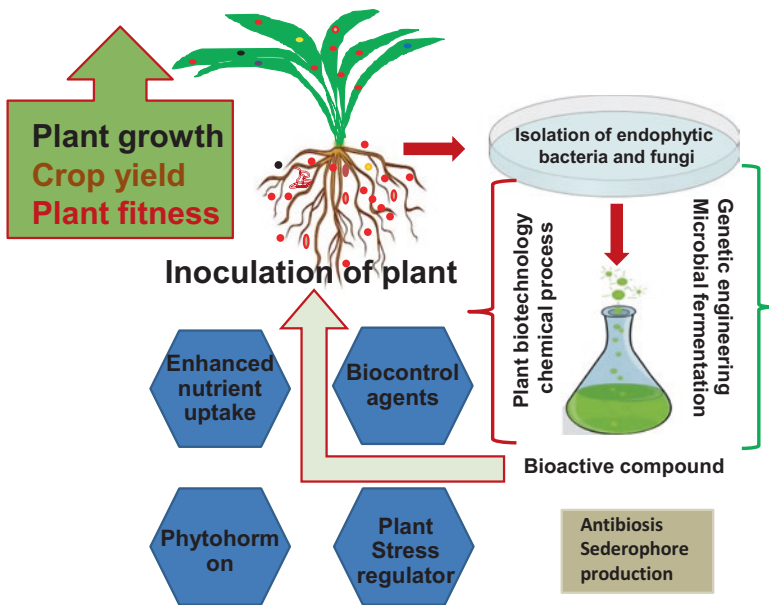 Plant growth
Crop yield
Plant fitness
Isolation of endophytic
bacteria and fungi
Inoculation of plant
Plant biotechnology
chemical process
Genetic engineering
Microbial fermentation
Enhanced
nutrient
uptake
Biocontrol
agents
Bioactive compound
Phytohorm
on
Plant
Stress
regulator
Antibiosis
Sederophore
production